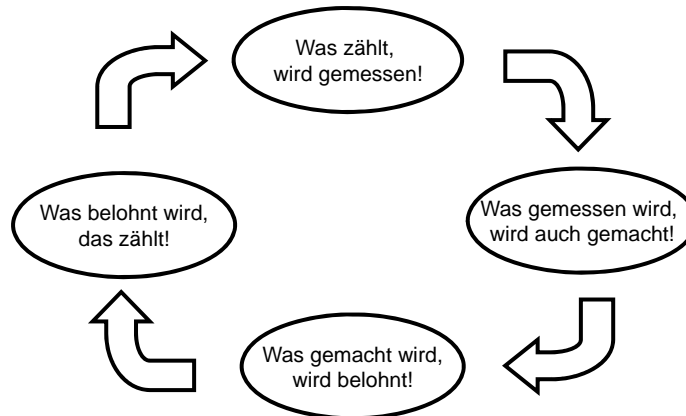 Was zählt,
wird gemessen!
Was gemessen wird,
wird auch gemacht!
Was gemacht wird,
wird belohnt!
Was belohnt wird,
das zählt!